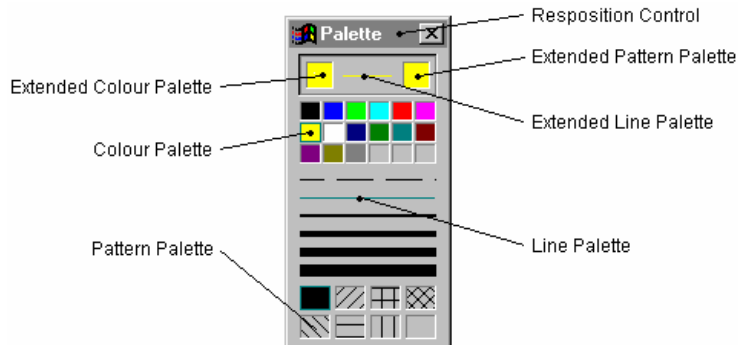 Resposition Control
Palette
Extended Pattern Palette
Extended Colour Palette
Extended Line Palette
Colour Palette
Line Palette
Pattern Palette